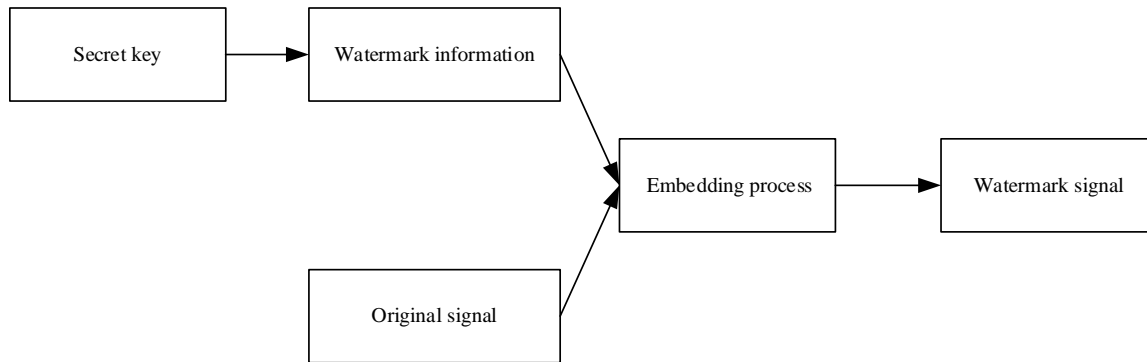 Secret key
Watermark information
Embedding process
Watermark signal
Original signal